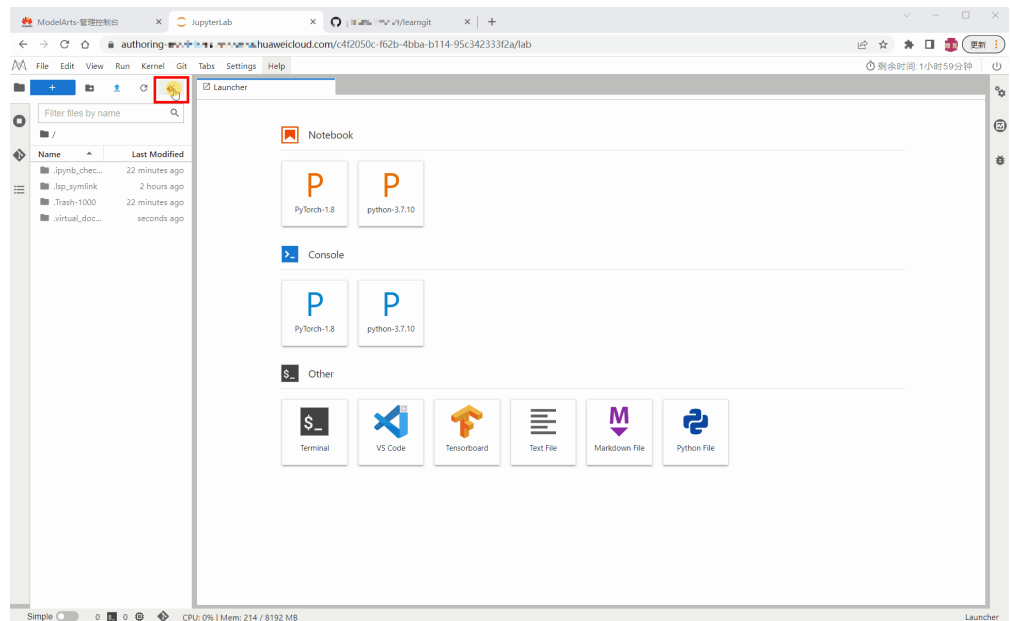 ModelArts-管理控制台
JupyterLab
/learngit
authoring-
huaweicloud.com/c4f2050c-f62b-4bba-b114-95c342333f2a/lab
更新
File Edit View Run Kernel Git Tabs Settings Help
剩余时间: 1小时59分钟
Launcher
Filter files by name
/
Name Last Modified
.ipynb_chec... 22 minutes ago
.lsp_symlink 2 hours ago
.Trash-1000 22 minutes ago
.virtual_doc... seconds ago
Notebook
P P
PyTorch-1.8 python-3.7.10
Console
P P
PyTorch-1.8 python-3.7.10
$_ Other
$_ M
Terminal VS Code Tensorboard Text File Markdown File Python File
Simple 0 $_ 0 CPU: 0% | Mem: 214 / 8192 MB Launcher